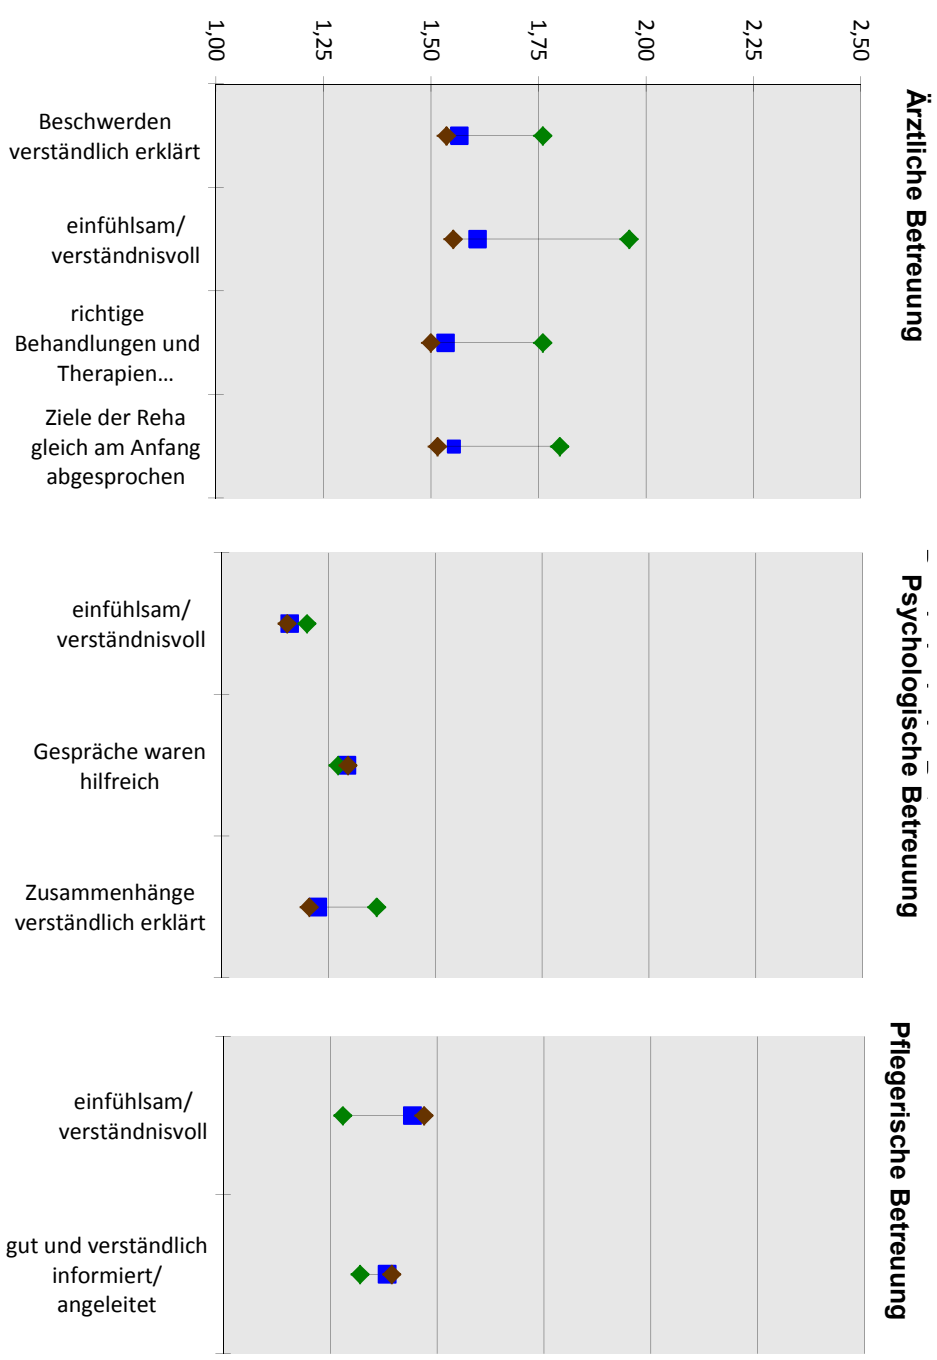 1,00
1,25
1,50
1,75
2,00
2,25
2,50
Ärztliche Betreuung
Beschwerden
verständlich erklärt
einfühlsam/
verständnisvoll
richtige
Behandlungen und
Therapien...
Ziele der Reha
gleich am Anfang
abgesprochen
Psychologische Betreuung
einfühlsam/
verständnisvoll
Gespräche waren
hilfreich
Zusammenhänge
verständlich erklärt
Pflegerische Betreuung
einfühlsam/
verständnisvoll
gut und verständlich
informiert/
angeleitet